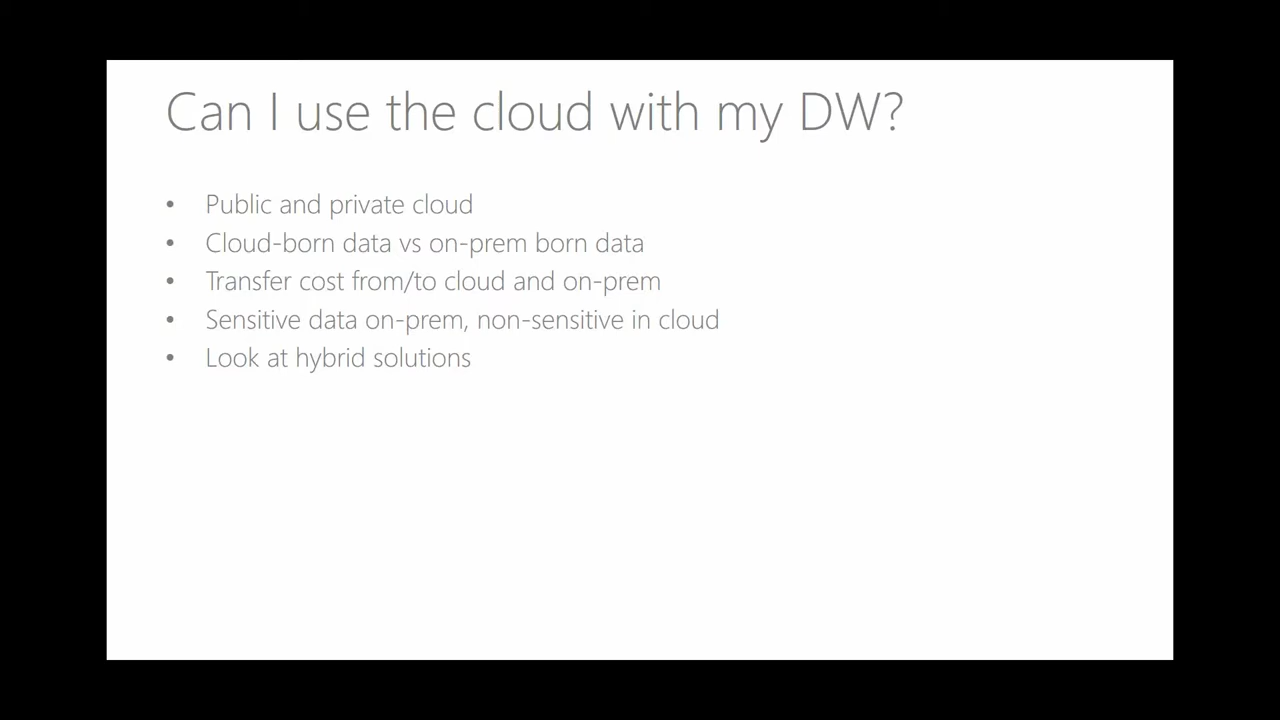 Can I use the cloud with my DW?
• Public and private cloud
• Cloud-born data vs on-prem born data
• Transfer cost from/to cloud and on-prem
• Sensitive data on-prem, non-sensitive in cloud
• Look at hybrid solutions